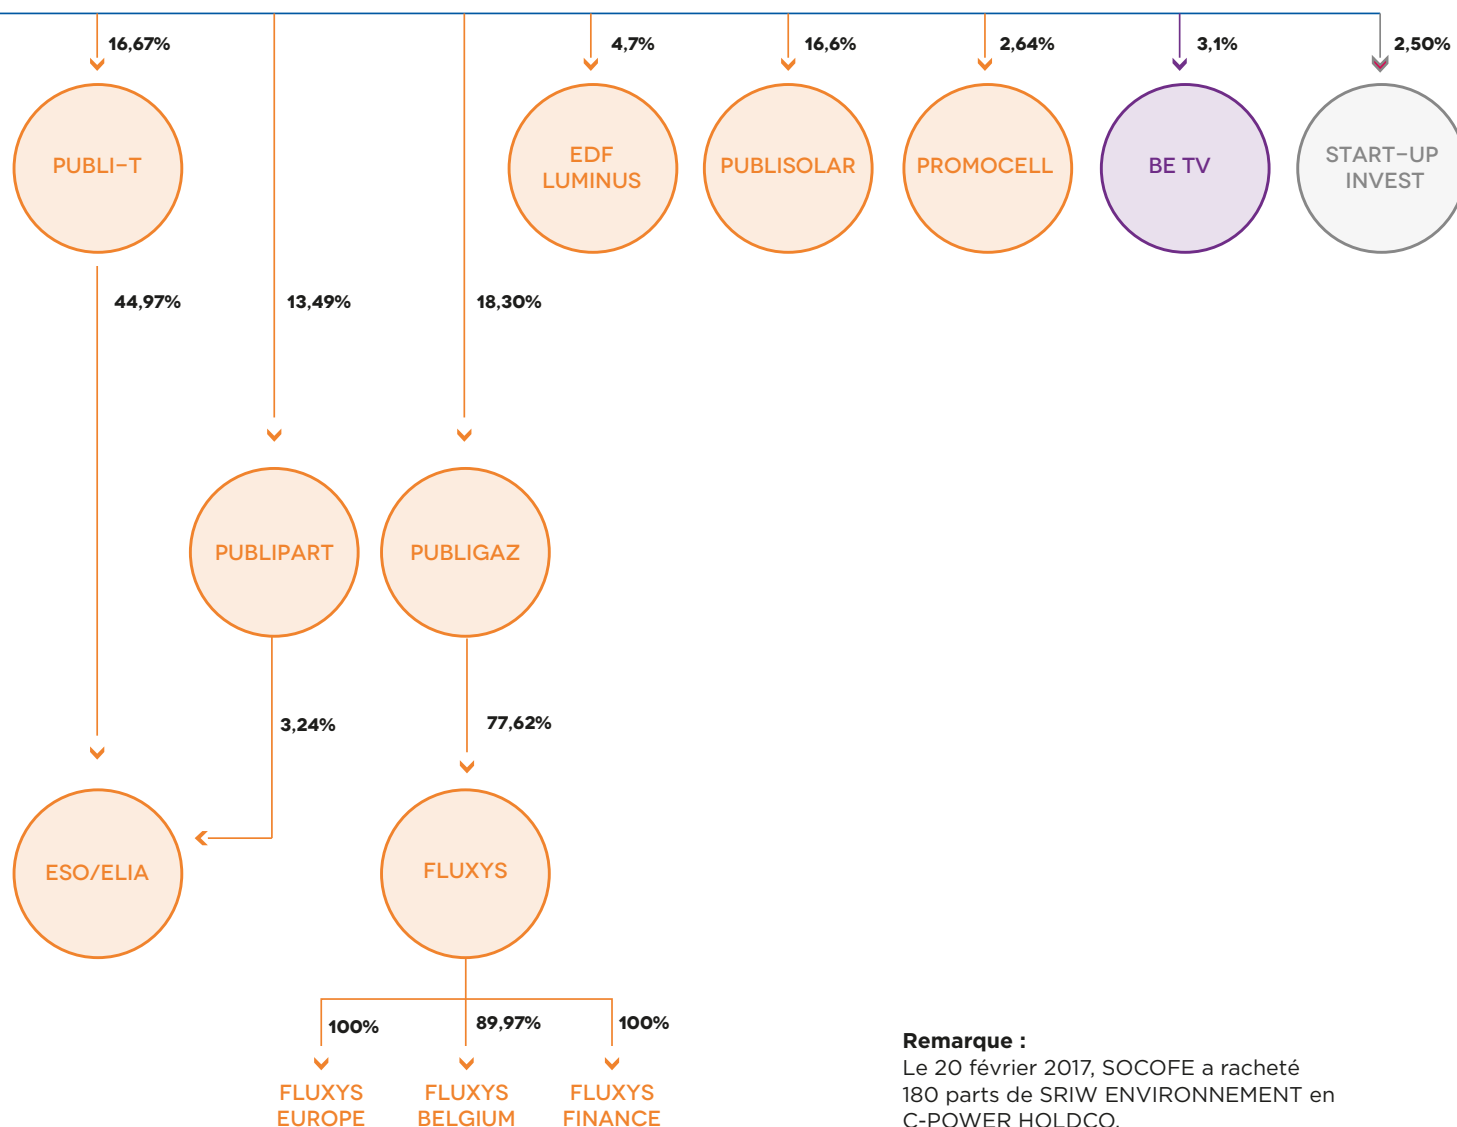 16,67%
4,7%
16,6%
2,64%
3,1%
2,50%
PUBLI-T
EDF
LUMINUS
PUBLISOLAR
PROMOCELL
BE TV
START-UP
INVEST
44,97%
13,49%
18,30%
PUBLIPART
PUBLIGAZ
3,24%
77,62%
ESO/ELIA
FLUXYS
100%
89,97%
100%
FLUXYS
EUROPE
FLUXYS
BELGIUM
FLUXYS
FINANCE
Remarque :
Le 20 février 2017, SOCOFE a racheté
180 parts de SRIW ENVIRONNEMENT en
C-POWER HOLDCO.